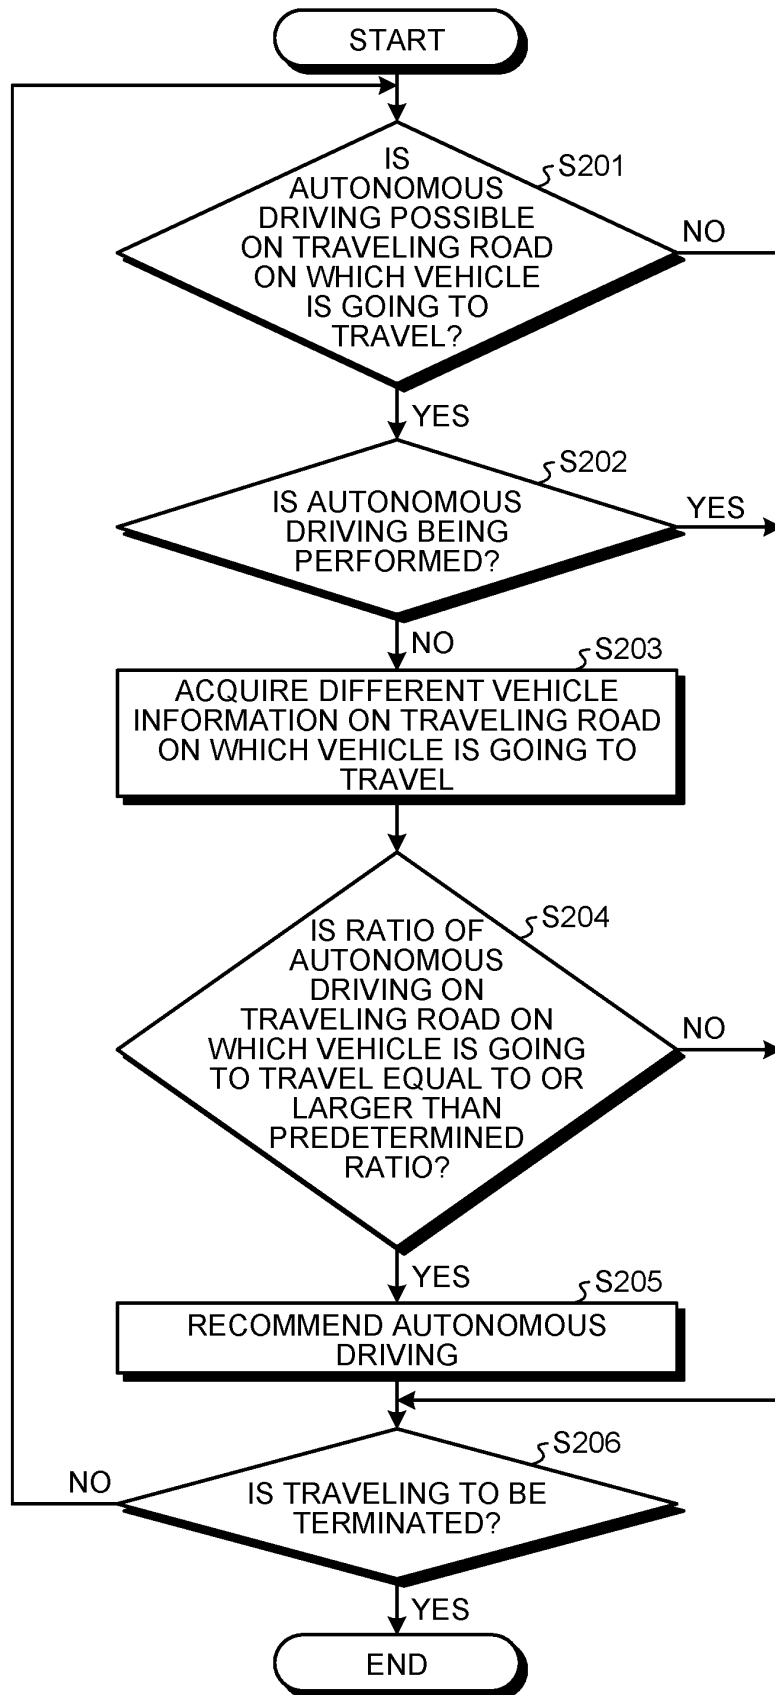 START
S201
IS
AUTONOMOUS
DRIVING POSSIBLE
ON TRAVELING ROAD
ON WHICH VEHICLE
IS GOING TO
TRAVEL?
NO
YES
S202
IS AUTONOMOUS
DRIVING BEING
PERFORMED?
YES
NO
S203
ACQUIRE DIFFERENT VEHICLE
INFORMATION ON TRAVELING ROAD
ON WHICH VEHICLE IS GOING TO
TRAVEL
S204
IS RATIO OF
AUTONOMOUS
DRIVING ON
TRAVELING ROAD ON
WHICH VEHICLE IS GOING
TO TRAVEL EQUAL TO OR
LARGER THAN
PREDETERMINED
RATIO?
NO
YES
S205
RECOMMEND AUTONOMOUS
DRIVING
S206
NO
IS TRAVELING TO BE
TERMINATED?
YES
END